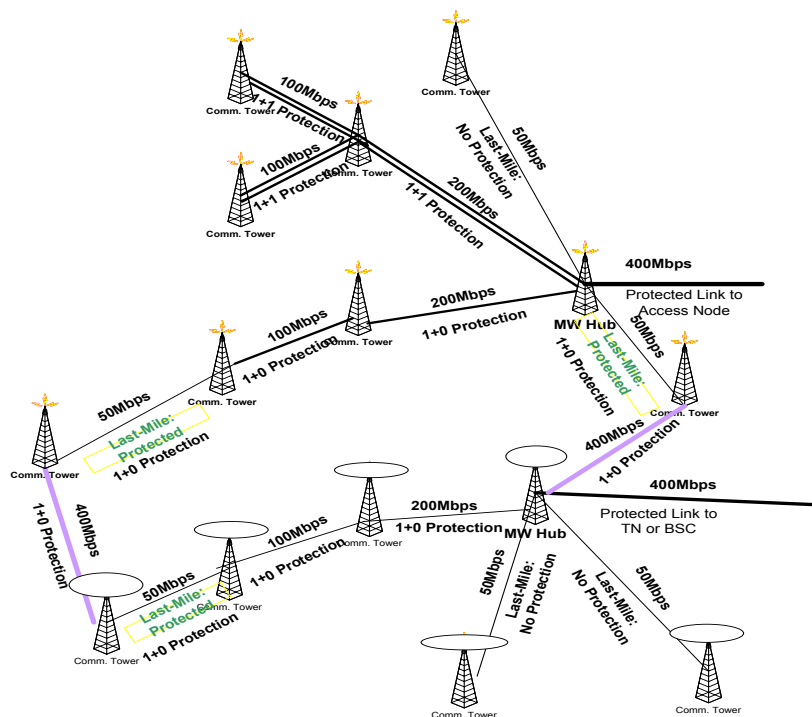 100Mbps
1+1 Protection
Comm. Tower
Comm. Tower
50Mbps
Last-Mile:
No Protection
100Mbps
1+1 Protection
Comm. Tower
Comm. Tower
200Mbps
1+1 Protection
400Mbps
Protected Link to
Access Node
MW Hub
200Mbps
1+0 Protection
Comm. Tower
100Mbps
1+0 Protection
Comm. Tower
50Mbps
Last-Mile:
Protected
1+0 Protection
Comm. Tower
50Mbps
Last-Mile:
Protected
1+0 Protection
Comm. Tower
400Mbps
1+0 Protection
400Mbps
1+0 Protection
400Mbps
Protected Link to
TN or BSC
MW Hub
200Mbps
1+0 Protection
Comm. Tower
100Mbps
1+0 Protection
Comm. Tower
50Mbps
Last-Mile:
Protected
1+0 Protection
Comm. Tower
50Mbps
Last-Mile:
No Protection
Comm. Tower
50Mbps
Last-Mile:
No Protection
Comm. Tower